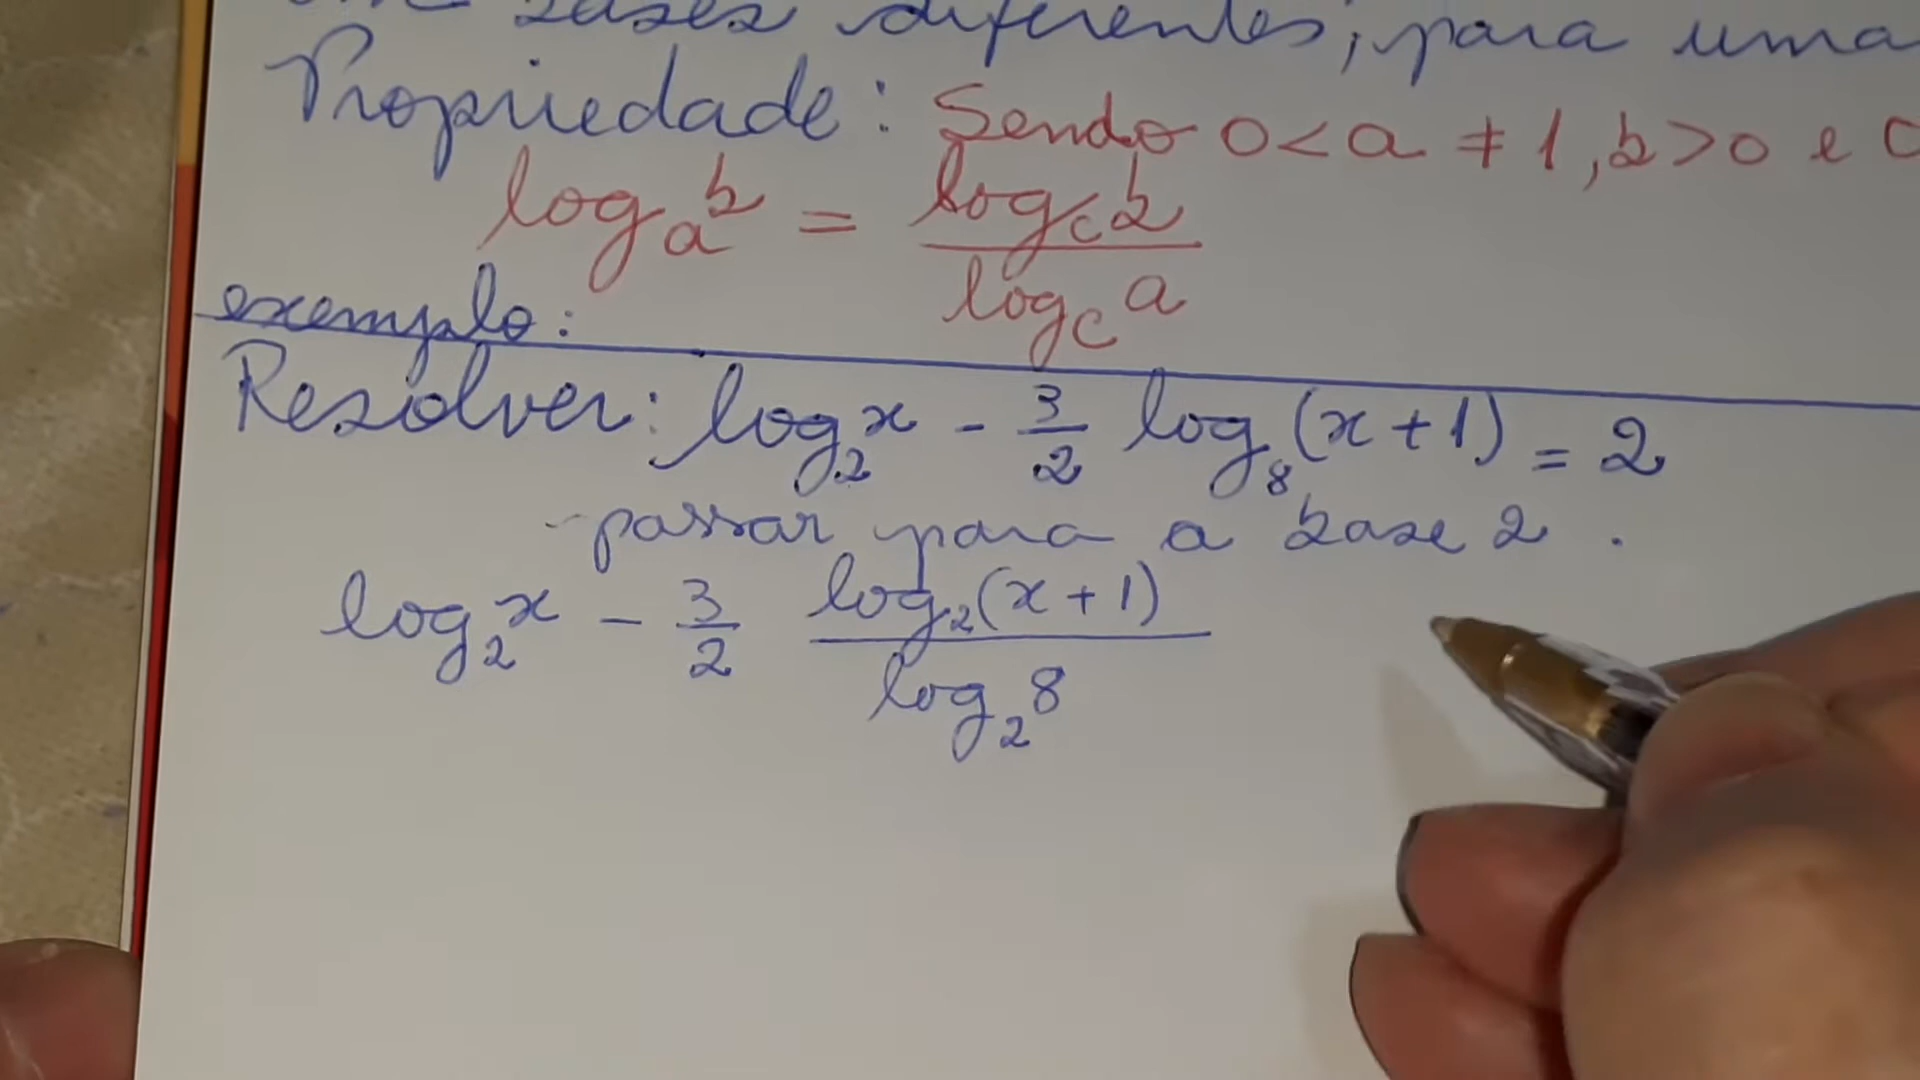 bases diferentes, para uma
Propriedade: Sendo 0 < a ≠ 1, b > 0 e
log_a b = log_c b / log_c a
exemplo:
Resolver: log_2 x - 3/2 log_8 (x + 1) = 2
- passar para a base 2.
log_2 x - 3/2 log_2 (x + 1) / log_2 8